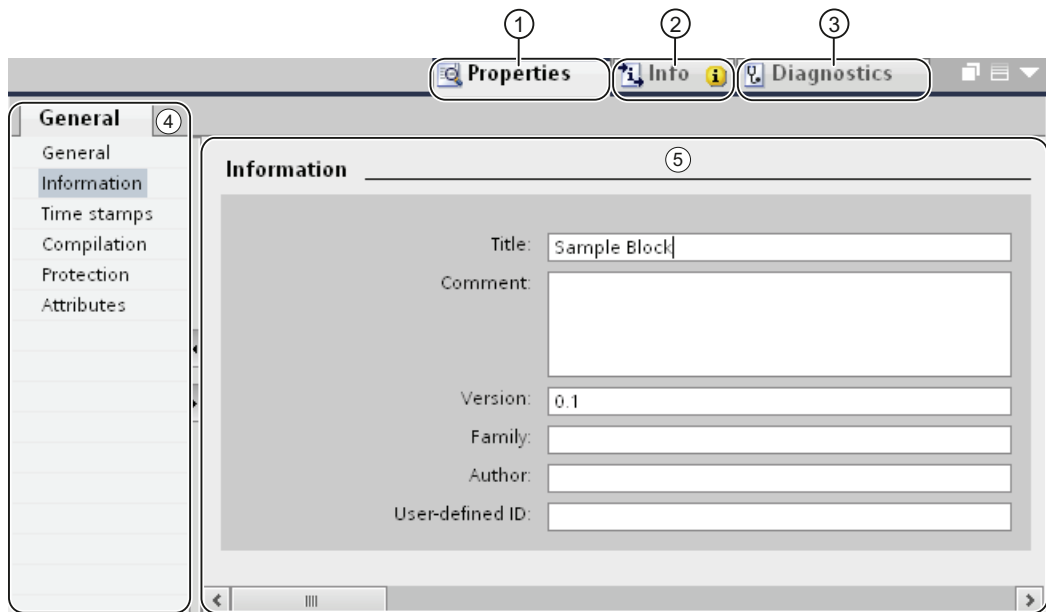 1 2 3
Properties Info Diagnostics
General 4
General
Information
Time stamps
Compilation
Protection
Attributes
Information 5
Title: Sample Block
Comment:
Version: 0.1
Family:
Author:
User-defined ID: